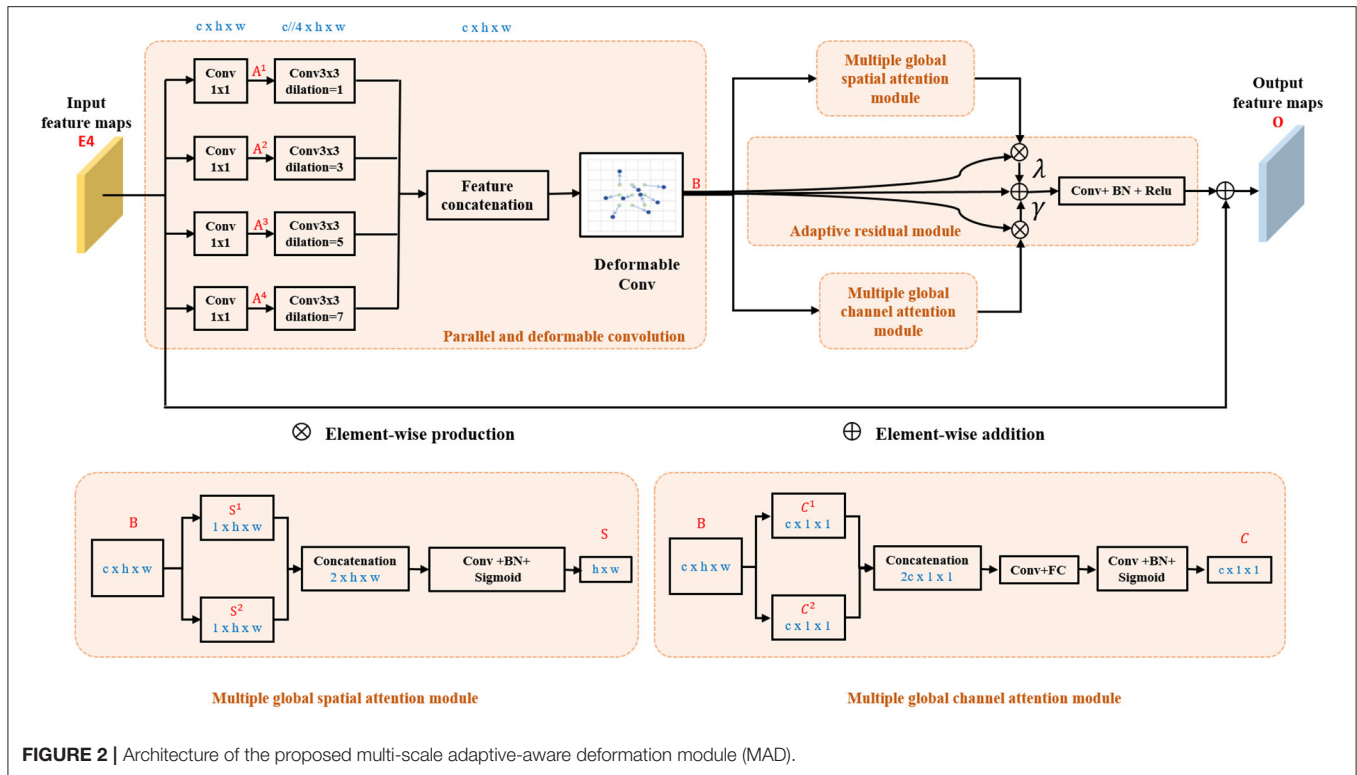 c x h x w
c//4 x h x w
c x h x w
Input
feature maps
E4
Conv
1x1
A¹
Conv3x3
dilation=1
Conv
1x1
A²
Conv3x3
dilation=3
Conv
1x1
A³
Conv3x3
dilation=5
Conv
1x1
A⁴
Conv3x3
dilation=7
Feature
concatenation
Deformable
Conv
Parallel and deformable convolution
B
Multiple global
spatial attention
module
λ
γ
Conv+ BN + Relu
Adaptive residual module
Multiple global
channel attention
module
Output
feature maps
O
⊗ Element-wise production
⊕ Element-wise addition
B
c x h x w
S¹
1 x h x w
S²
1 x h x w
Concatenation
2 x h x w
Conv +BN+
Sigmoid
S
h x w
Multiple global spatial attention module
B
c x h x w
C¹
c x 1 x 1
C²
c x 1 x 1
Concatenation
2c x 1 x 1
Conv+FC
Conv +BN+
Sigmoid
C
c x 1 x 1
Multiple global channel attention module
FIGURE 2 | Architecture of the proposed multi-scale adaptive-aware deformation module (MAD).